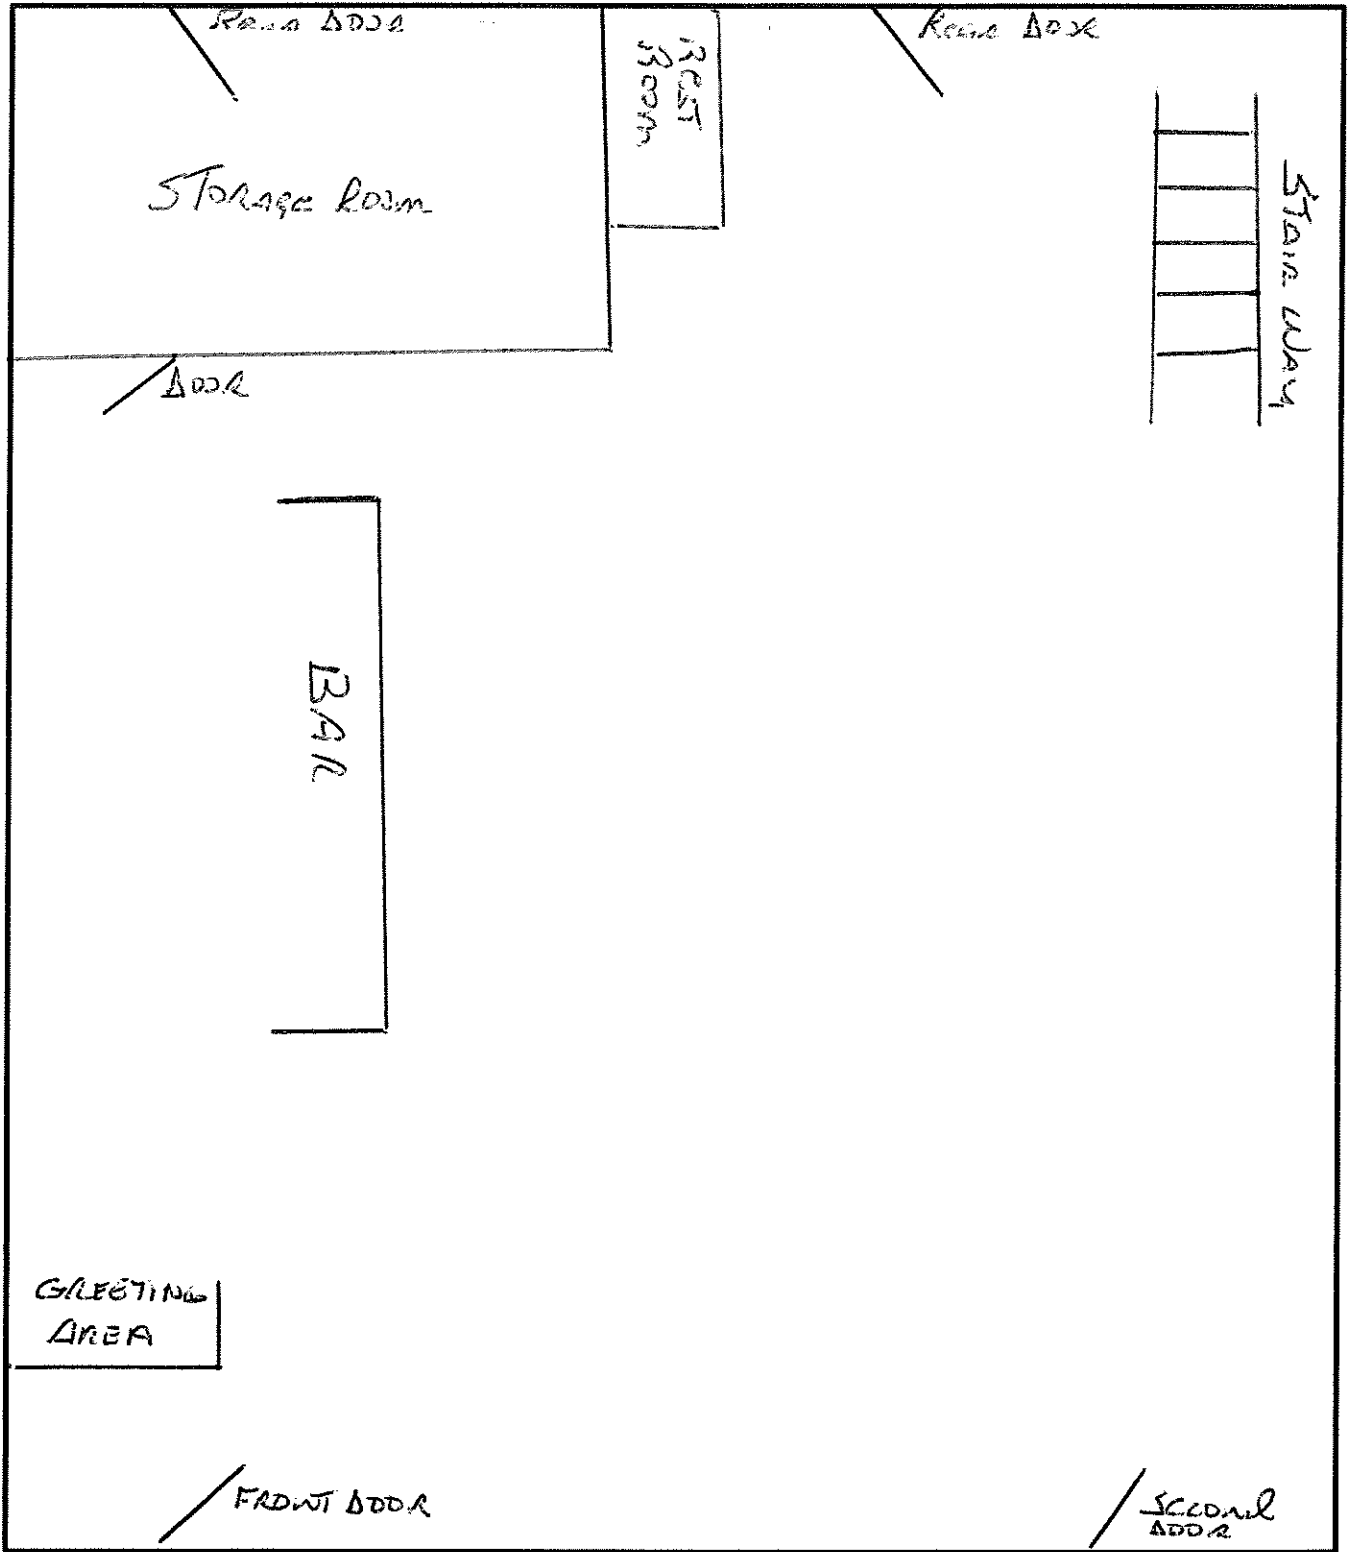 Rear DOOR
Rear DOOR
REST
ROOM
STORAGE ROOM
STAIR WAY
DOOR
BAR
GREETING
AREA
FRONT DOOR
SECOND
DOOR